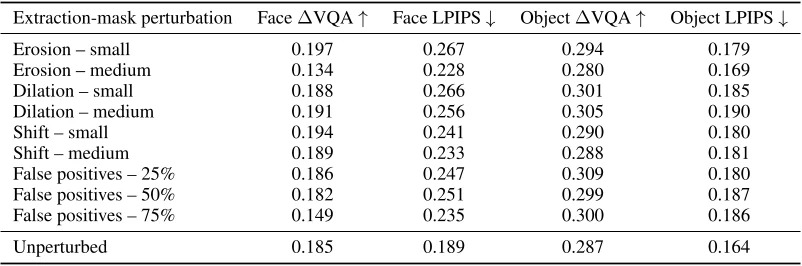 Extraction-mask perturbation Face ΔVQA ↑ Face LPIPS ↓ Object ΔVQA ↑ Object LPIPS ↓
Erosion – small 0.197 0.267 0.294 0.179
Erosion – medium 0.134 0.228 0.280 0.169
Dilation – small 0.188 0.266 0.301 0.185
Dilation – medium 0.191 0.256 0.305 0.190
Shift – small 0.194 0.241 0.290 0.180
Shift – medium 0.189 0.233 0.288 0.181
False positives – 25% 0.186 0.247 0.309 0.180
False positives – 50% 0.182 0.251 0.299 0.187
False positives – 75% 0.149 0.235 0.300 0.186
Unperturbed 0.185 0.189 0.287 0.164